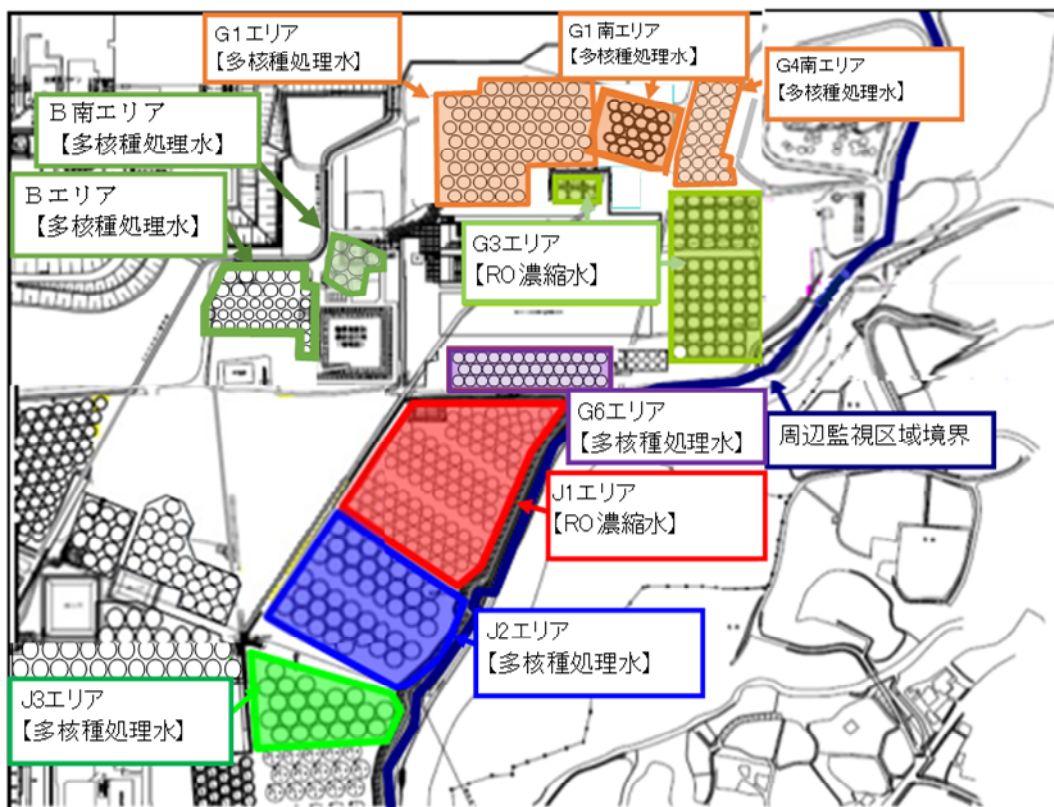 G1エリア
【多核種処理水】
G1南エリア
【多核種処理水】
G4南エリア
【多核種処理水】
B南エリア
【多核種処理水】
Bエリア
【多核種処理水】
G3エリア
【RO濃縮水】
G6エリア
【多核種処理水】
周辺監視区域境界
J1エリア
【RO濃縮水】
J2エリア
【多核種処理水】
J3エリア
【多核種処理水】